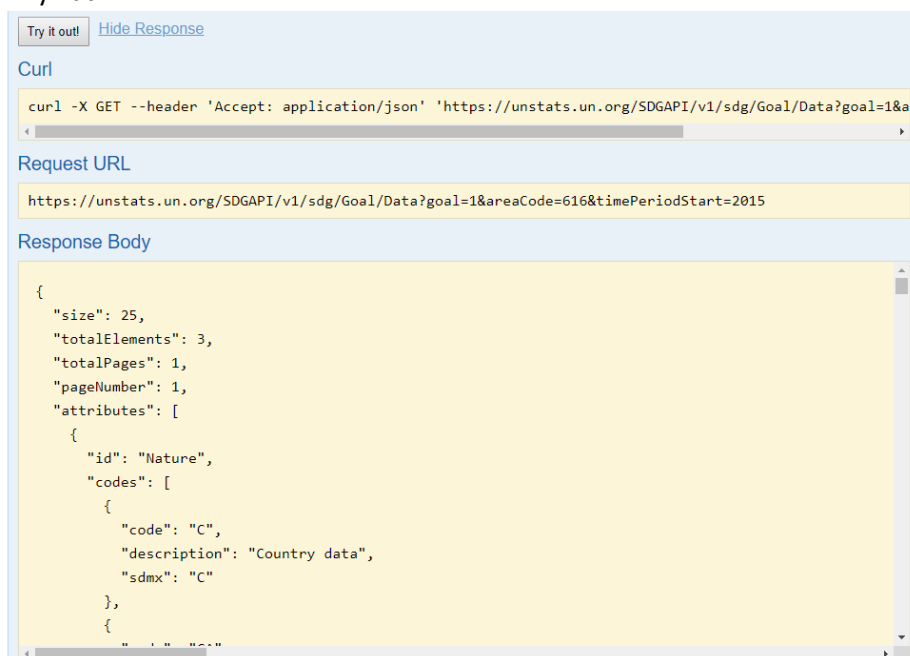 Try it out! Hide Response
Curl
curl -X GET --header 'Accept: application/json' 'https://unstats.un.org/SDGAPI/v1/sdg/Goal/Data?goal=1&a
Request URL
https://unstats.un.org/SDGAPI/v1/sdg/Goal/Data?goal=1&areaCode=616&timePeriodStart=2015
Response Body
{
"size": 25,
"totalElements": 3,
"totalPages": 1,
"pageNumber": 1,
"attributes": [
{
"id": "Nature",
"codes": [
{
"code": "C",
"description": "Country data",
"sdmx": "C"
},
{